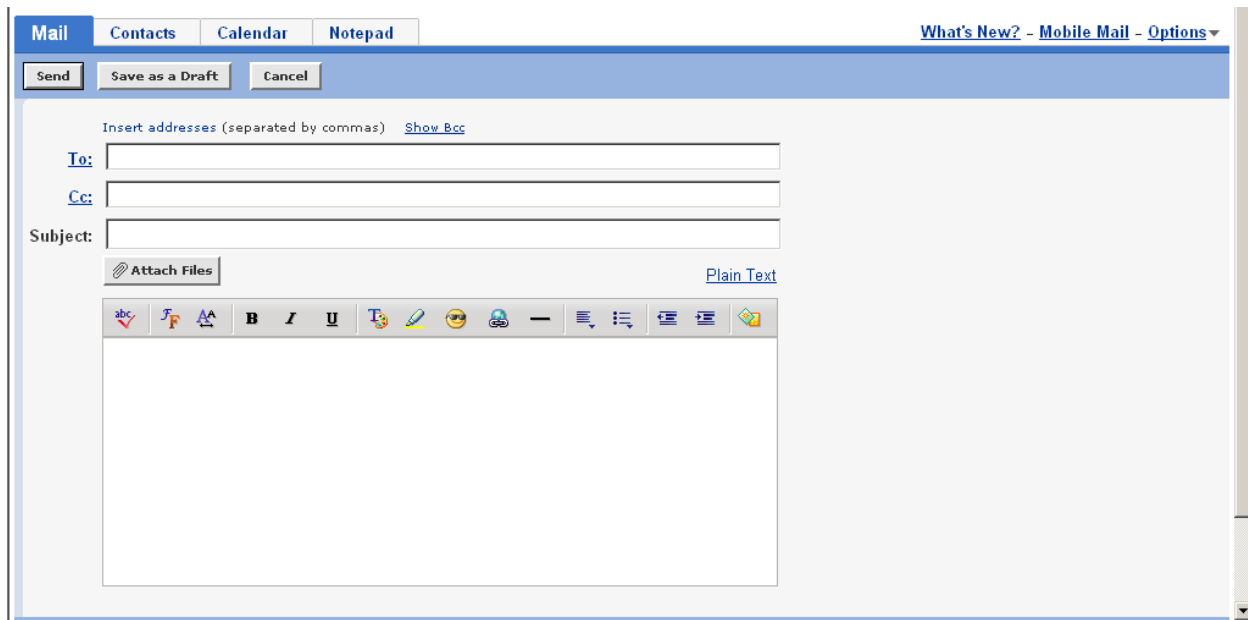 Mail Contacts Calendar Notepad What's New? - Mobile Mail - Options
Send Save as a Draft Cancel
Insert addresses (separated by commas) Show Bcc
To:
Cc:
Subject:
Attach Files Plain Text
abc F F A A B I U T